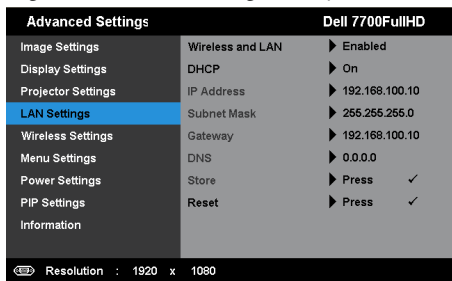 Advanced Settings Dell 7700FullHD
Image Settings Wireless and LAN Enabled
Display Settings DHCP On
Projector Settings IP Address 192.168.100.10
LAN Settings Subnet Mask 255.255.255.0
Wireless Settings Gateway 192.168.100.10
Menu Settings DNS 0.0.0.0
Power Settings Store Press ✓
PIP Settings Reset Press ✓
Information
Resolution : 1920 x 1080